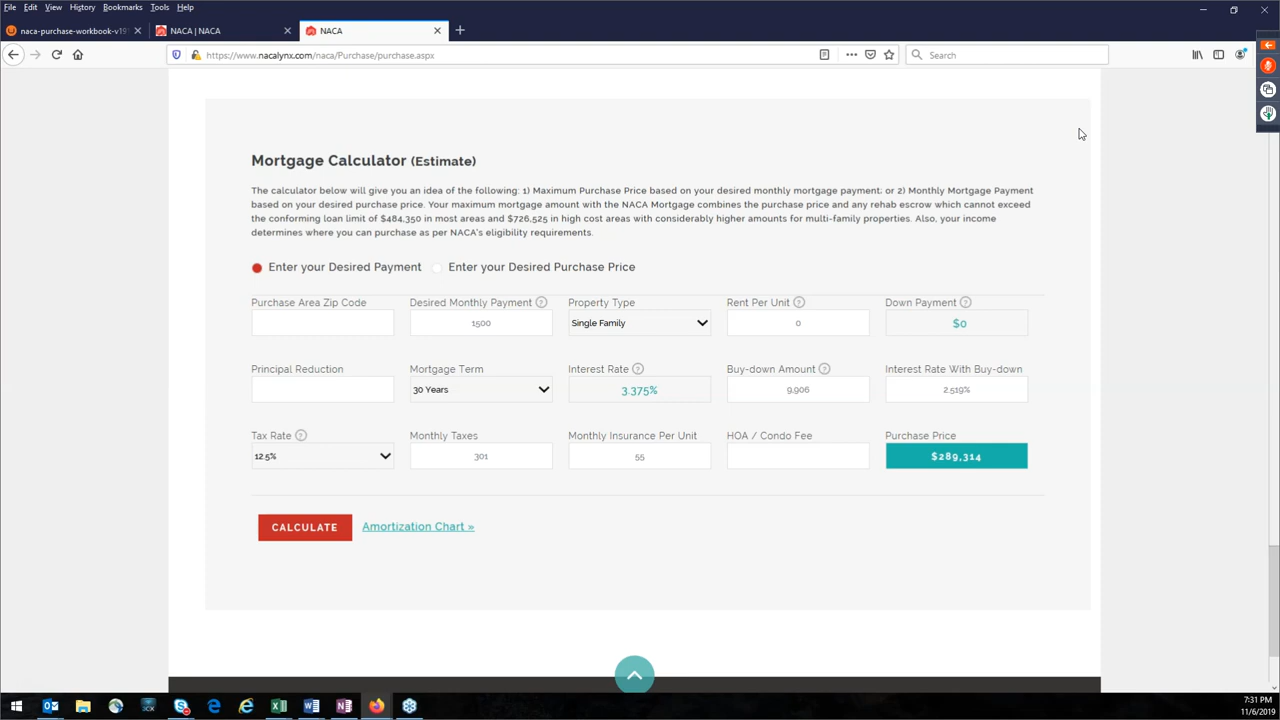 File Edit View History Bookmarks Tools Help
naca-purchase-workbook-v19
NACA | NACA
NACA
https://www.nacalynx.com/naca/Purchase/purchase.aspx
Search
Mortgage Calculator (Estimate)
The calculator below will give you an idea of the following: 1) Maximum Purchase Price based on your desired monthly mortgage payment; or 2) Monthly Mortgage Payment
based on your desired purchase price. Your maximum mortgage amount with the NACA Mortgage combines the purchase price and any rehab escrow which cannot exceed
the conforming loan limit of $484,350 in most areas and $726,525 in high cost areas with considerably higher amounts for multi-family properties. Also, your income
determines where you can purchase as per NACA's eligibility requirements.
Enter your Desired Payment Enter your Desired Purchase Price
Purchase Area Zip Code Desired Monthly Payment ? Property Type Rent Per Unit ? Down Payment ?
1500 Single Family 0 $0
Principal Reduction Mortgage Term Interest Rate ? Buy-down Amount ? Interest Rate With Buy-down
30 Years 3.375% 9,906 2.519%
Tax Rate ? Monthly Taxes Monthly Insurance Per Unit HOA / Condo Fee Purchase Price
12.5% 301 55 $289,314
CALCULATE Amortization Chart »
7:31 PM
11/6/2019